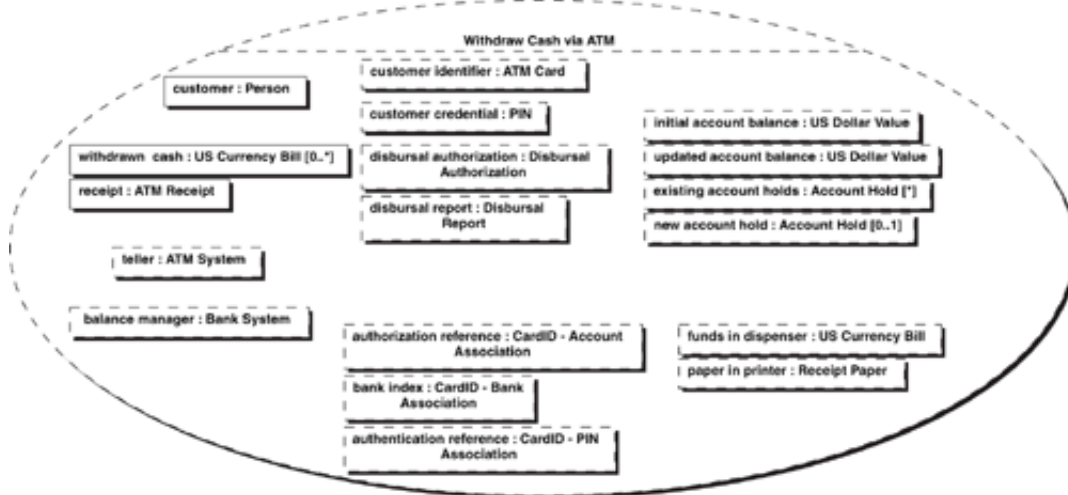 Withdraw Cash via ATM
customer : Person
customer identifier : ATM Card
customer credential : PIN
withdrawn cash : US Currency Bill [0..*]
receipt : ATM Receipt
disbursal authorization : Disbursal
Authorization
disbursal report : Disbursal
Report
initial account balance : US Dollar Value
updated account balance : US Dollar Value
existing account holds : Account Hold [*]
new account hold : Account Hold [0..1]
teller : ATM System
balance manager : Bank System
authorization reference : CardID - Account
Association
bank index : CardID - Bank
Association
authentication reference : CardID - PIN
Association
funds in dispenser : US Currency Bill
paper in printer : Receipt Paper